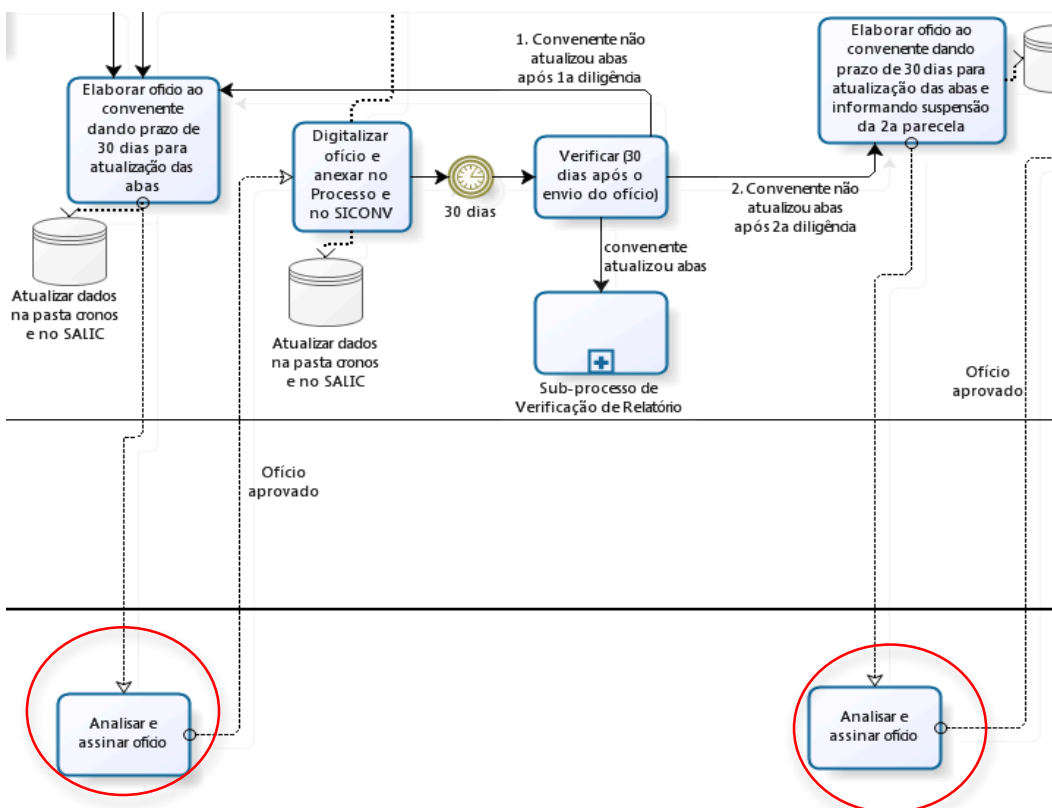 Elaborar oficio ao
convenente
dando prazo de
30 dias para
atualização das
abas
Atualizar dados
na pasta cronos
e no SALIC
Digitalizar
ofício e
anexar no
Processo e
no SICONV
Atualizar dados
na pasta cronos
e no SALIC
30 dias
1. Convenente não
atualizou abas
após 1a diligência
Verificar (30
dias após o
envio do ofício)
convenente
atualizou abas
Sub-processo de
Verificação de Relatório
2. Convenente não
atualizou abas
após 2a diligência
Elaborar oficio ao
convenente dando
prazo de 30 dias para
atualização das abas e
informando suspensão
da 2a parecela
Ofício
aprovado
Ofício
aprovado
Analisar e
assinar ofício
Analisar e
assinar ofício